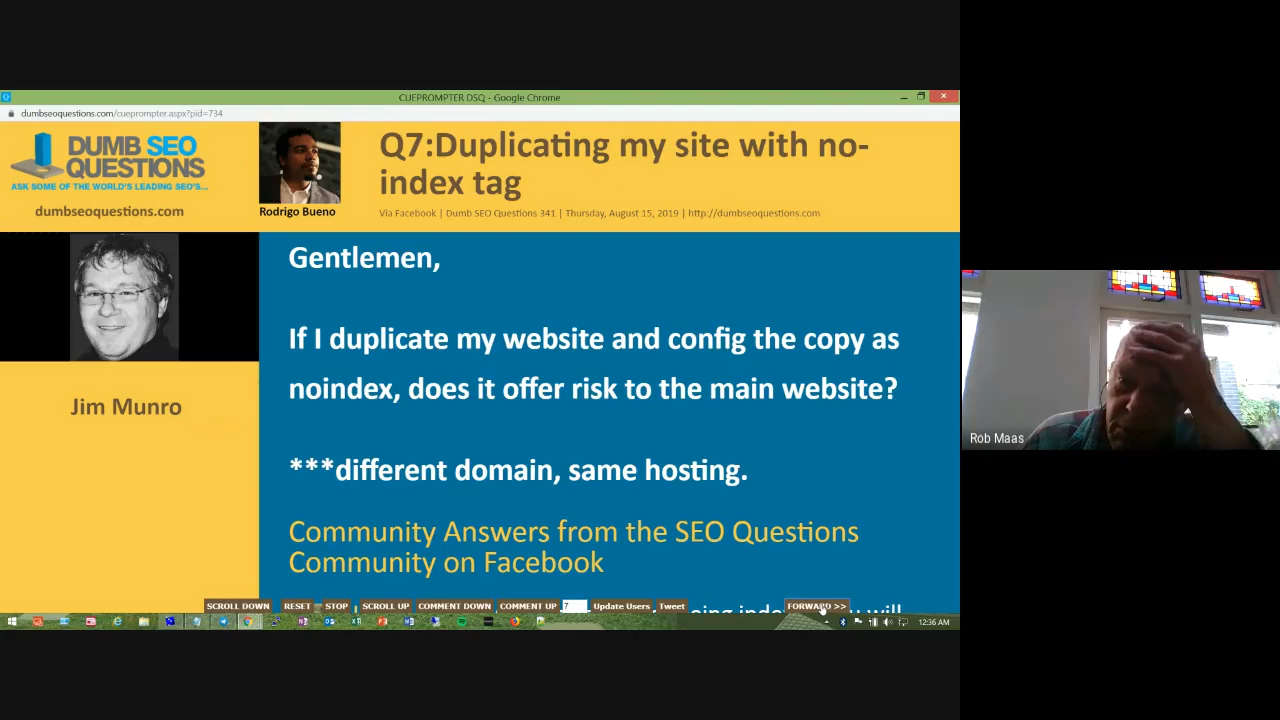 CUEPROMPTER DSQ - Google Chrome
dumbseoquestions.com/cueprompter.aspx?pid=734
DUMB SEO
QUESTIONS
ASK SOME OF THE WORLD'S LEADING SEO'S...
dumbseoquestions.com
Rodrigo Bueno
Q7:Duplicating my site with no-
index tag
Via Facebook | Dumb SEO Questions 341 | Thursday, August 15, 2019 | http://dumbseoquestions.com
Jim Munro
Gentlemen,
If I duplicate my website and config the copy as
noindex, does it offer risk to the main website?
***different domain, same hosting.
Community Answers from the SEO Questions
Community on Facebook
SCROLL DOWN RESET STOP SCROLL UP COMMENT DOWN COMMENT UP 7 Update Users Tweet FORWARD >>
will
12:36 AM
Rob Maas